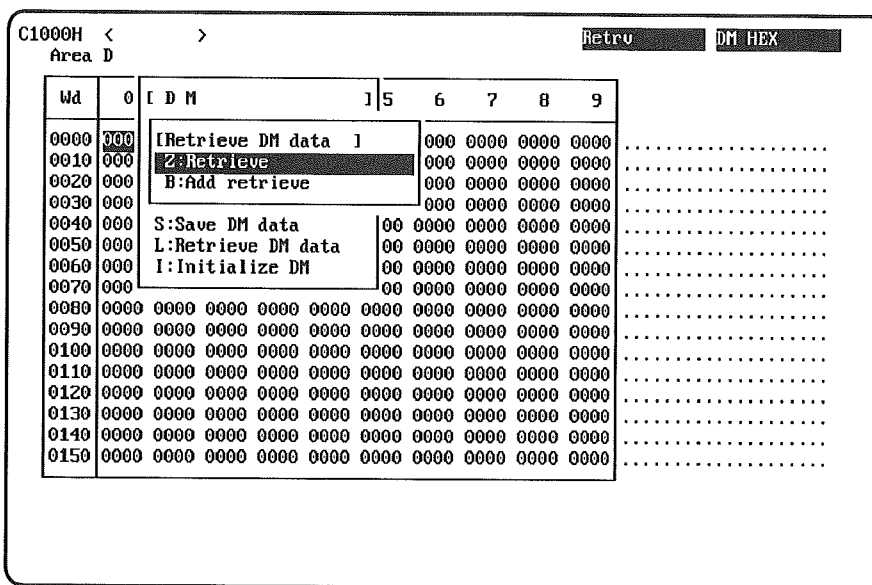 C1000H < > Retrv DM HEX
Area D
Wd 0 [ D M ] 5 6 7 8 9
0000 000 [Retrieve DM data ] 000 0000 0000 0000 ....................
0010 000 Z:Retrieve 000 0000 0000 0000 ....................
0020 000 B:Add retrieve 000 0000 0000 0000 ....................
0030 000 000 0000 0000 0000 ....................
0040 000 S:Save DM data 00 0000 0000 0000 0000 ....................
0050 000 L:Retrieve DM data 00 0000 0000 0000 0000 ....................
0060 000 I:Initialize DM 00 0000 0000 0000 0000 ....................
0070 000 00 0000 0000 0000 0000 ....................
0080 0000 0000 0000 0000 0000 0000 0000 0000 0000 0000 ....................
0090 0000 0000 0000 0000 0000 0000 0000 0000 0000 0000 ....................
0100 0000 0000 0000 0000 0000 0000 0000 0000 0000 0000 ....................
0110 0000 0000 0000 0000 0000 0000 0000 0000 0000 0000 ....................
0120 0000 0000 0000 0000 0000 0000 0000 0000 0000 0000 ....................
0130 0000 0000 0000 0000 0000 0000 0000 0000 0000 0000 ....................
0140 0000 0000 0000 0000 0000 0000 0000 0000 0000 0000 ....................
0150 0000 0000 0000 0000 0000 0000 0000 0000 0000 0000 ....................